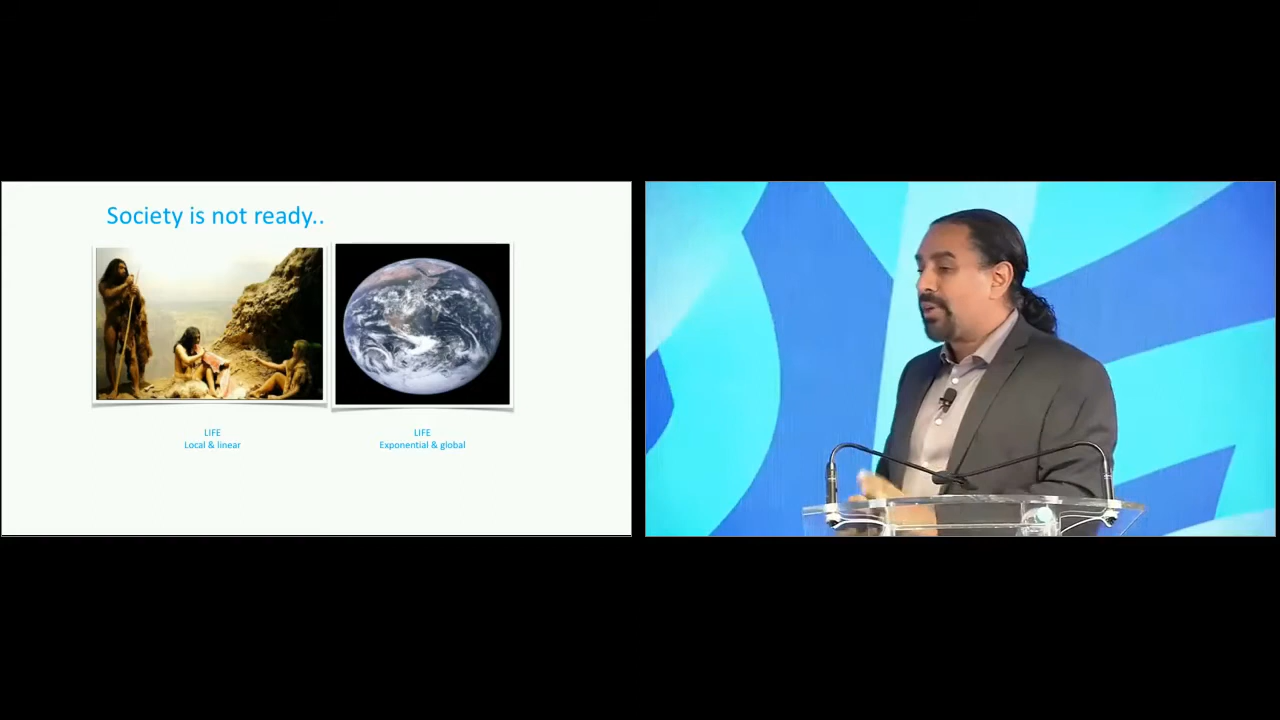 Society is not ready..
LIFE
Local & linear
LIFE
Exponential & global